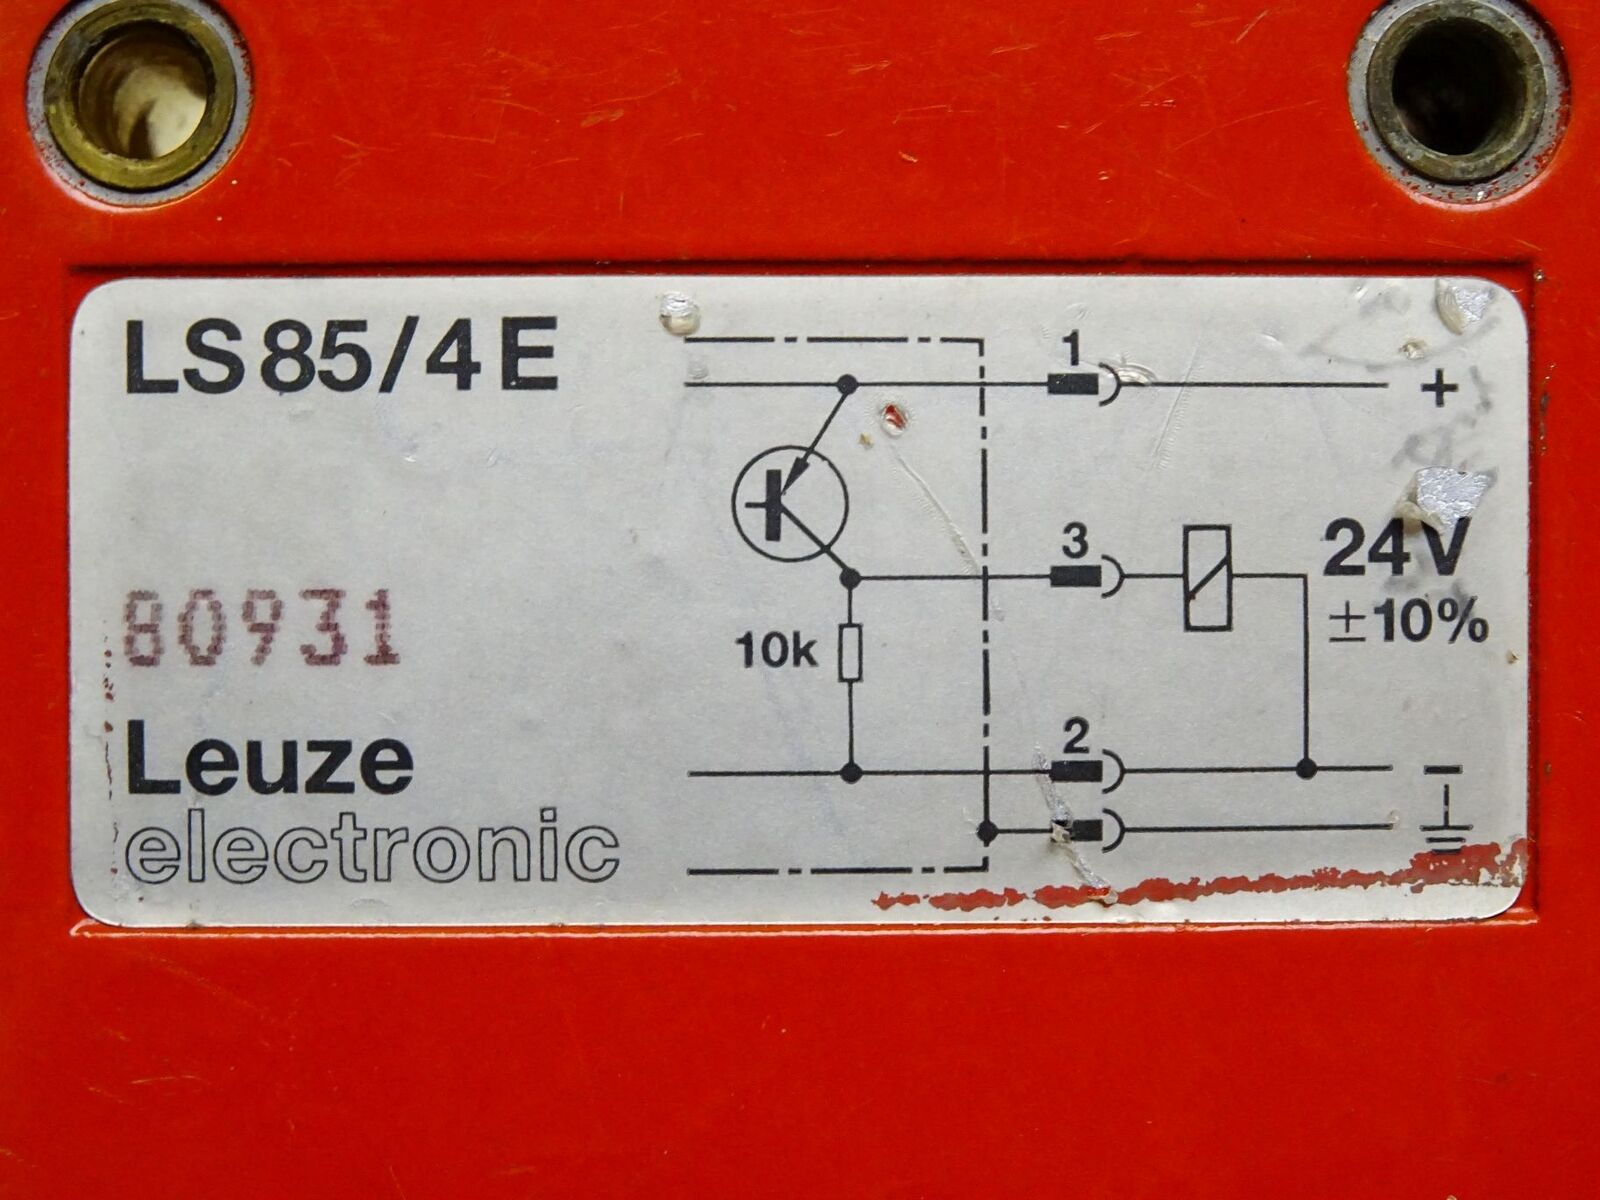 LS85/4E
1
+
3
24V
±10%
10k
80931
2
Leuze
−
electronic